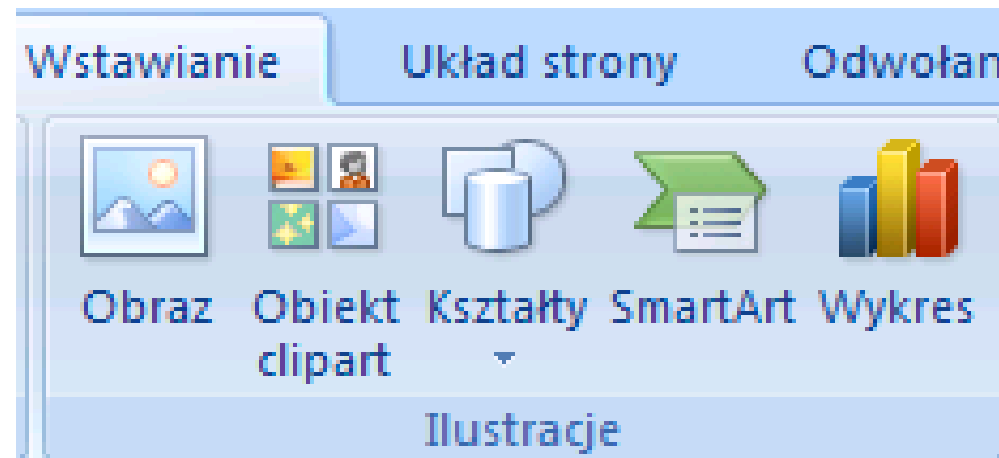 Wstawianie Układ strony Odwołan
Obraz Obiekt clipart Kształty SmartArt Wykres
Ilustracje